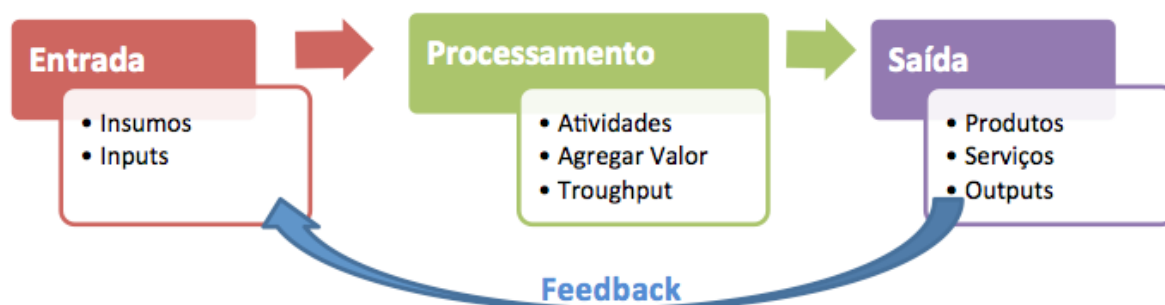 Entrada
• Insumos
• Inputs
Processamento
• Atividades
• Agregar Valor
• Troughput
Saída
• Produtos
• Serviços
• Outputs
Feedback